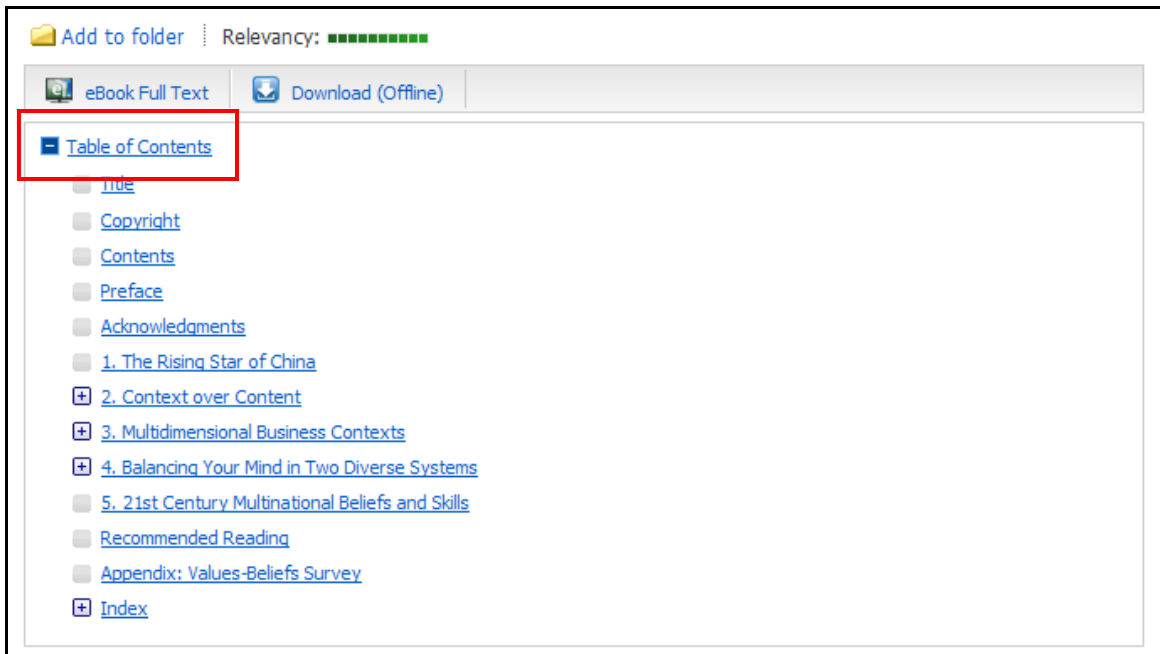 Add to folder Relevancy:
eBook Full Text Download (Offline)
Table of Contents
Title
Copyright
Contents
Preface
Acknowledgments
1. The Rising Star of China
2. Context over Content
3. Multidimensional Business Contexts
4. Balancing Your Mind in Two Diverse Systems
5. 21st Century Multinational Beliefs and Skills
Recommended Reading
Appendix: Values-Beliefs Survey
Index